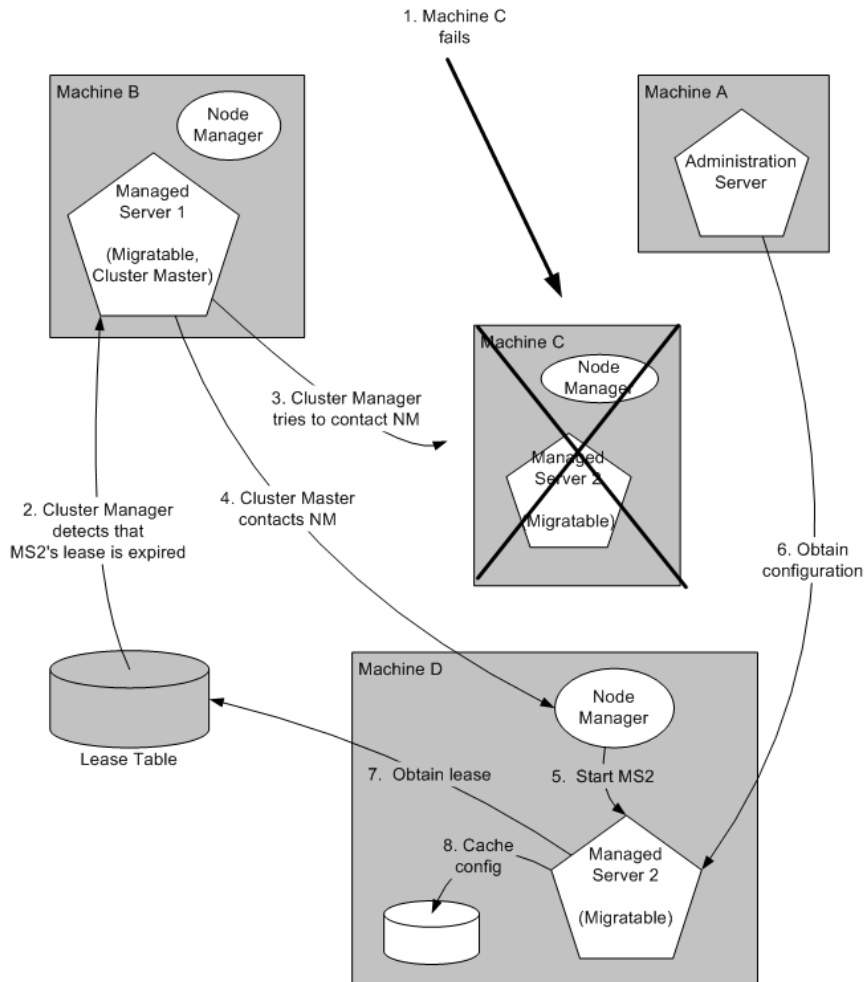 1. Machine C
fails
Machine B
Node
Manager
Managed
Server 1
(Migratable,
Cluster Master)
Machine A
Administration
Server
Machine C
Node
Manager
Managed
Server 2
(Migratable)
3. Cluster Manager
tries to contact NM
4. Cluster Master
contacts NM
2. Cluster Manager
detects that
MS2's lease is expired
6. Obtain
configuration
Lease Table
Machine D
Node
Manager
7. Obtain lease
5. Start MS2
8. Cache
config
Managed
Server 2
(Migratable)